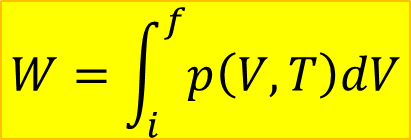 W = ∫_i^f p(V, T)dV